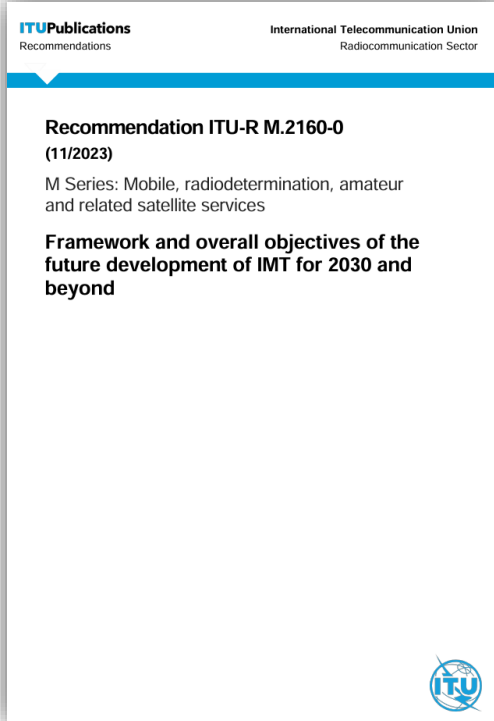 ITUPublications
International Telecommunication Union
Recommendations
Radiocommunication Sector
Recommendation ITU-R M.2160-0
(11/2023)
M Series: Mobile, radiodetermination, amateur
and related satellite services
Framework and overall objectives of the
future development of IMT for 2030 and
beyond
ITU